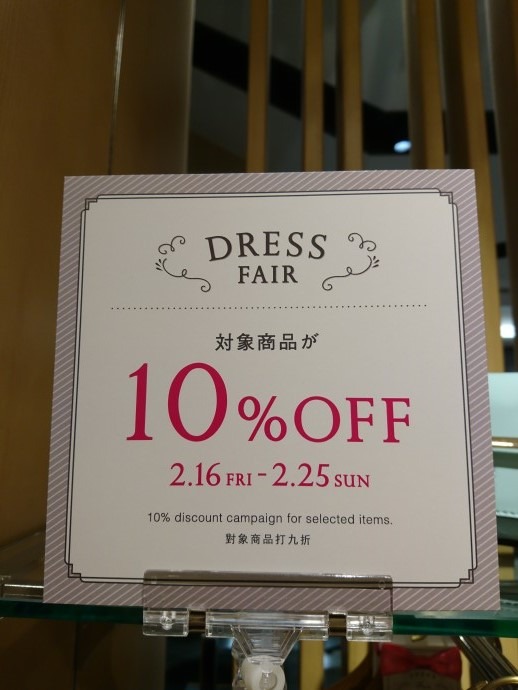 DRESS
FAIR
対象商品が
10%OFF
2.16 FRI - 2.25 SUN
10% discount campaign for selected items.
對象商品打九折